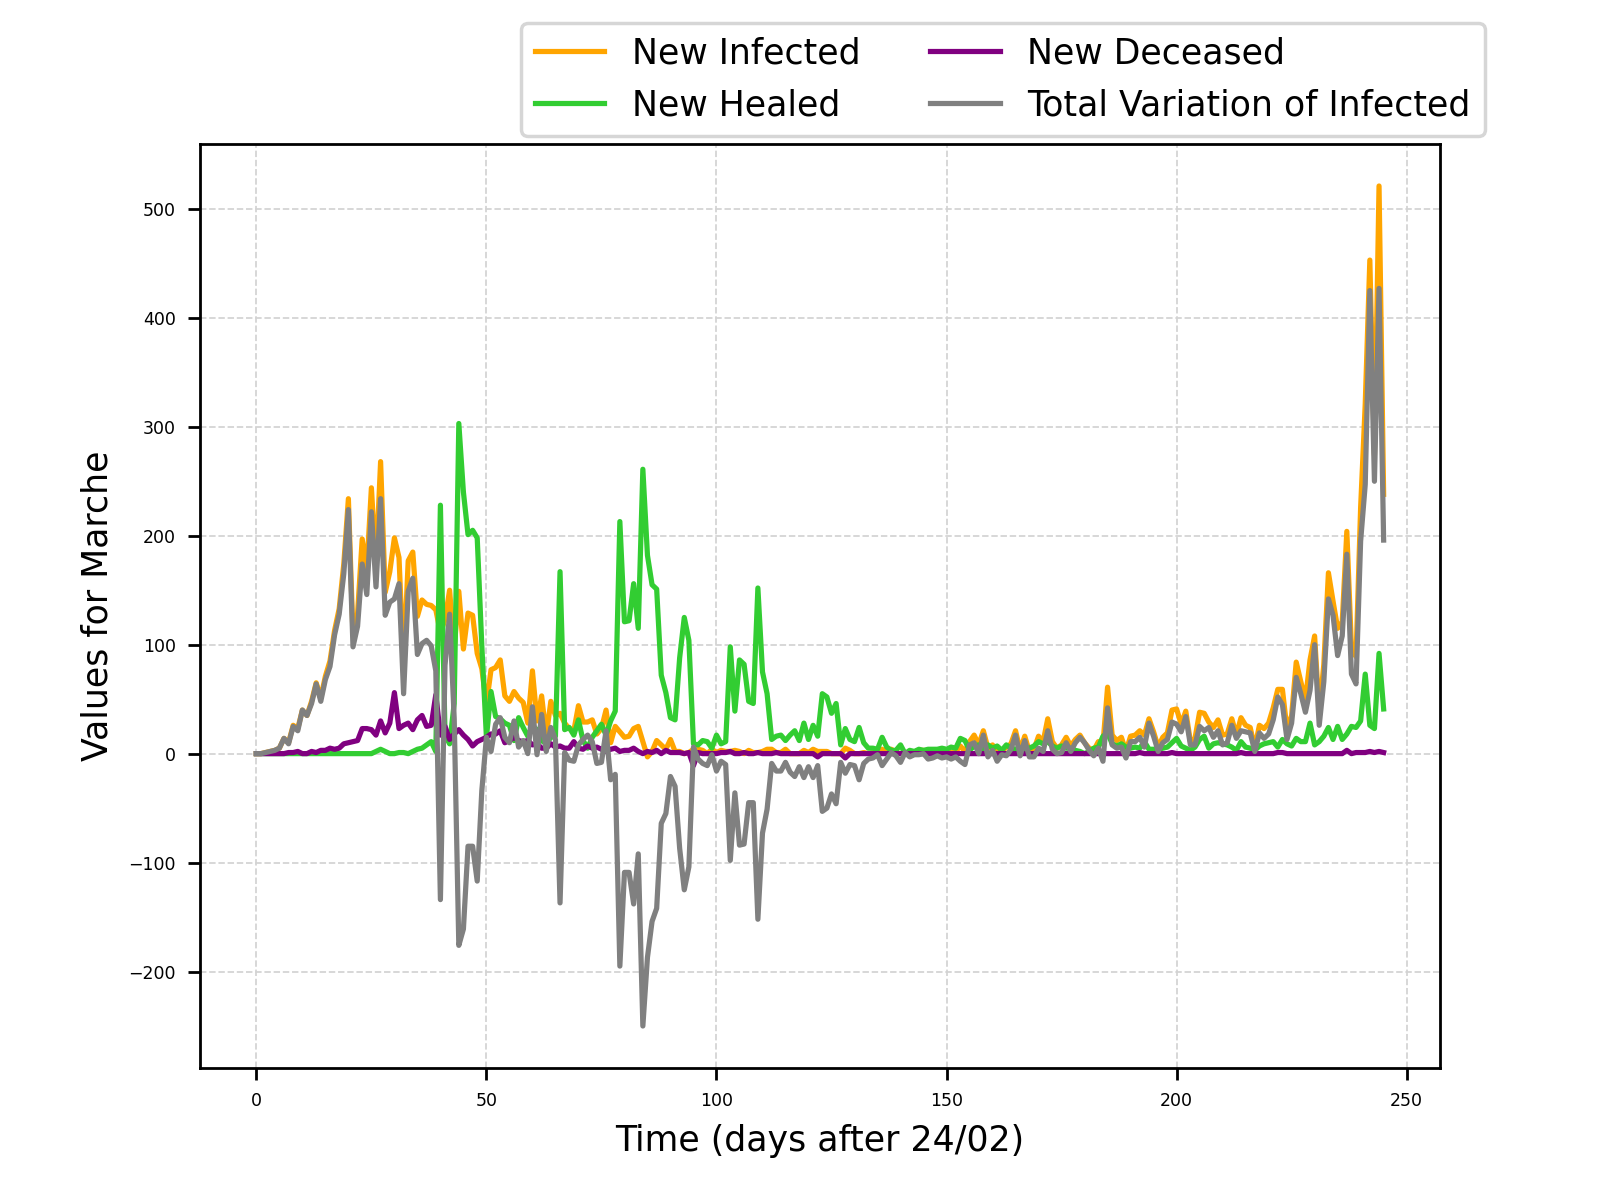 New Infected
New Healed
New Deceased
Total Variation of Infected
Values for Marche
500
400
300
200
100
0
−100
−200
0
50
100
150
200
250
Time (days after 24/02)